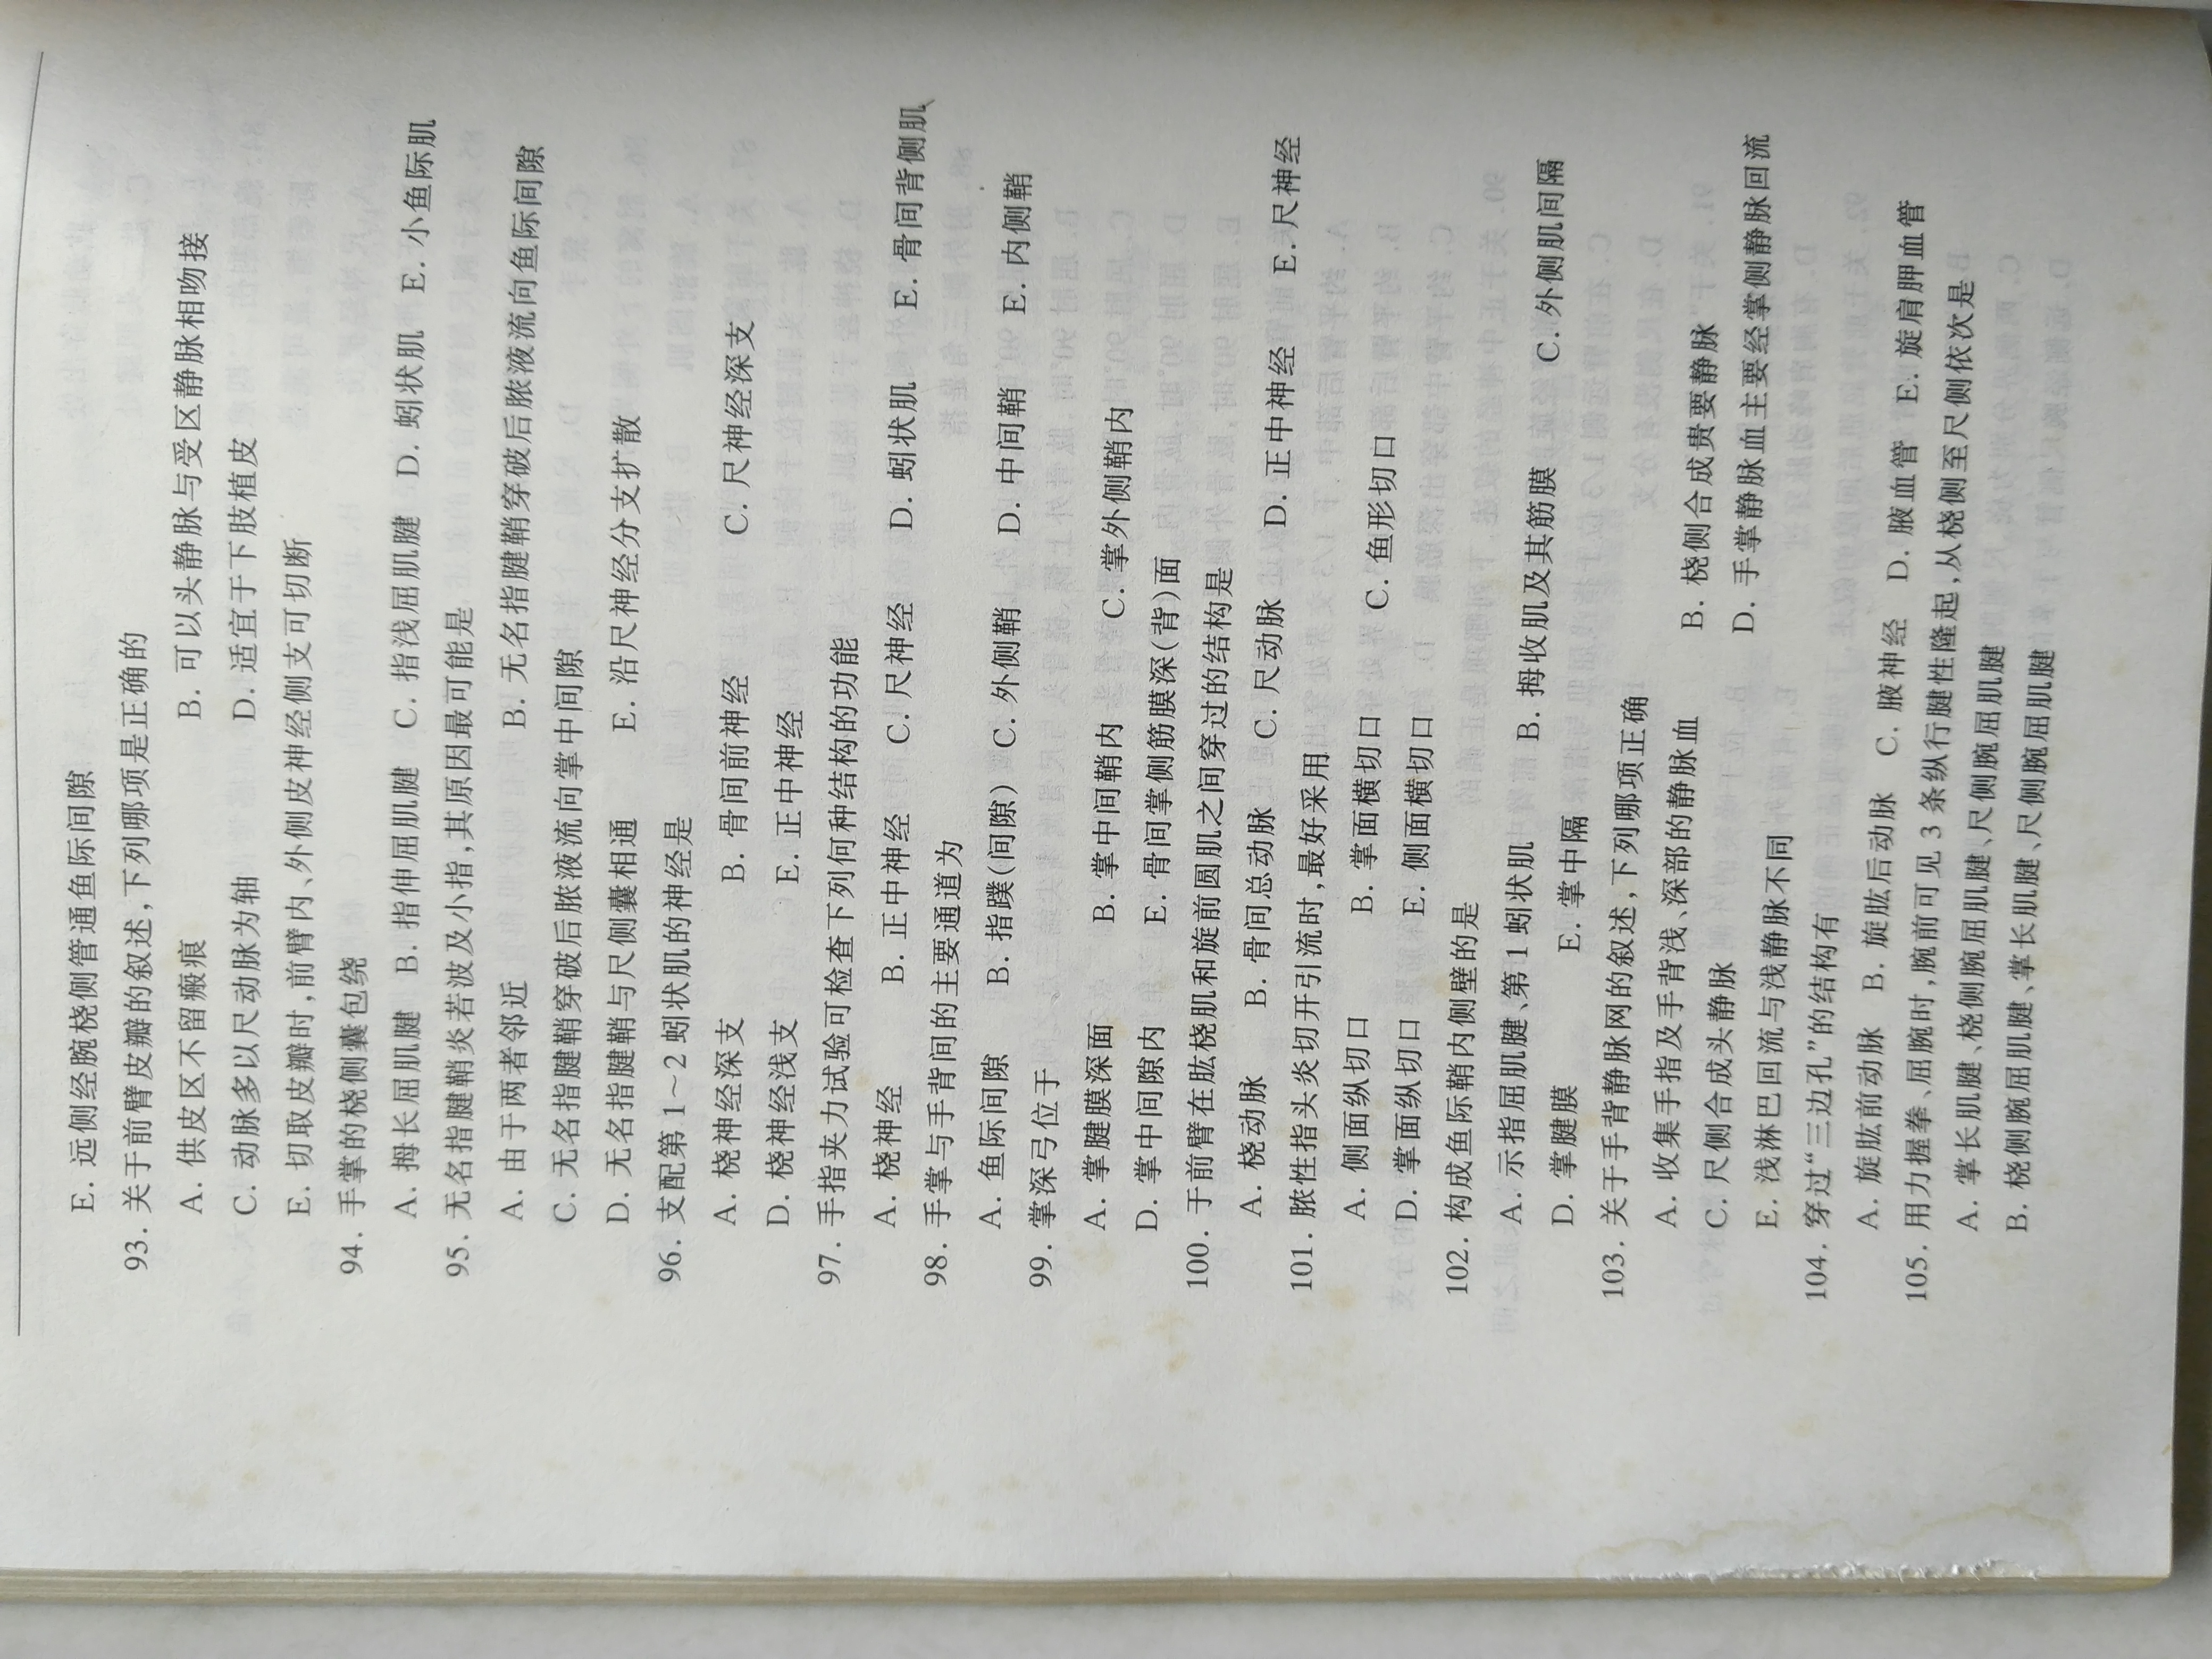 E. 远侧经腕桡侧管通鱼际间隙
93. 关于前臂皮瓣的叙述,下列哪项是正确的
A. 供皮区不留瘢痕 B. 可以头静脉与受区静脉相吻接
C. 动脉多以尺动脉为轴 D. 适宜于下肢植皮
E. 切取皮瓣时,前臂内、外侧皮神经侧支可切断
94. 手掌的桡侧囊包绕
A. 拇长屈肌腱 B. 指伸屈肌腱 C. 指浅屈肌腱 D. 蚓状肌 E. 小鱼际肌
95. 无名指腱鞘炎若波及小指,其原因最可能是
A. 由于两者邻近 B. 无名指腱鞘穿破后脓液流向鱼际间隙
C. 无名指腱鞘穿破后脓液流向掌中间隙
D. 无名指腱鞘与尺侧囊相通 E. 沿尺神经分支扩散
96. 支配第1~2蚓状肌的神经是
A. 桡神经深支 B. 骨间前神经 C. 尺神经深支
D. 桡神经浅支 E. 正中神经
97. 手指夹力试验可检查下列何种结构的功能
A. 桡神经 B. 正中神经 C. 尺神经 D. 蚓状肌 E. 骨间背侧肌
98. 手掌与手背间的主要通道为
A. 鱼际间隙 B. 指蹼(间隙) C. 外侧鞘 D. 中间鞘 E. 内侧鞘
99. 掌深弓位于
A. 掌腱膜深面 B. 掌中间鞘内 C. 掌外侧鞘内
D. 掌中间隙内 E. 骨间掌侧筋膜深(背)面
100. 于前臂在肱桡肌和旋前圆肌之间穿过的结构是
A. 桡动脉 B. 骨间总动脉 C. 尺动脉 D. 正中神经 E. 尺神经
101. 脓性指头炎切开引流时,最好采用
A. 侧面纵切口 B. 掌面横切口 C. 鱼形切口
D. 掌面纵切口 E. 侧面横切口
102. 构成鱼际鞘内侧壁的是
A. 示指屈肌腱、第1蚓状肌 B. 拇收肌及其筋膜 C. 外侧肌间隔
D. 掌腱膜 E. 掌中隔
103. 关于手背静脉网的叙述,下列哪项正确
A. 收集手指及手背浅、深部的静脉血 B. 桡侧合成贵要静脉
C. 尺侧合成头静脉 D. 手掌静脉血主要经掌侧静脉回流
E. 浅淋巴回流与浅静脉不同
104. 穿过“三边孔”的结构有
A. 旋肱前动脉 B. 旋肱后动脉 C. 腋神经 D. 腋血管 E. 旋肩胛血管
105. 用力握拳、屈腕时,腕前可见3条纵行腱性隆起,从桡侧至尺侧依次是
A. 掌长肌腱、桡侧腕屈肌腱、尺侧腕屈肌腱
B. 桡侧腕屈肌腱、掌长肌腱、尺侧腕屈肌腱